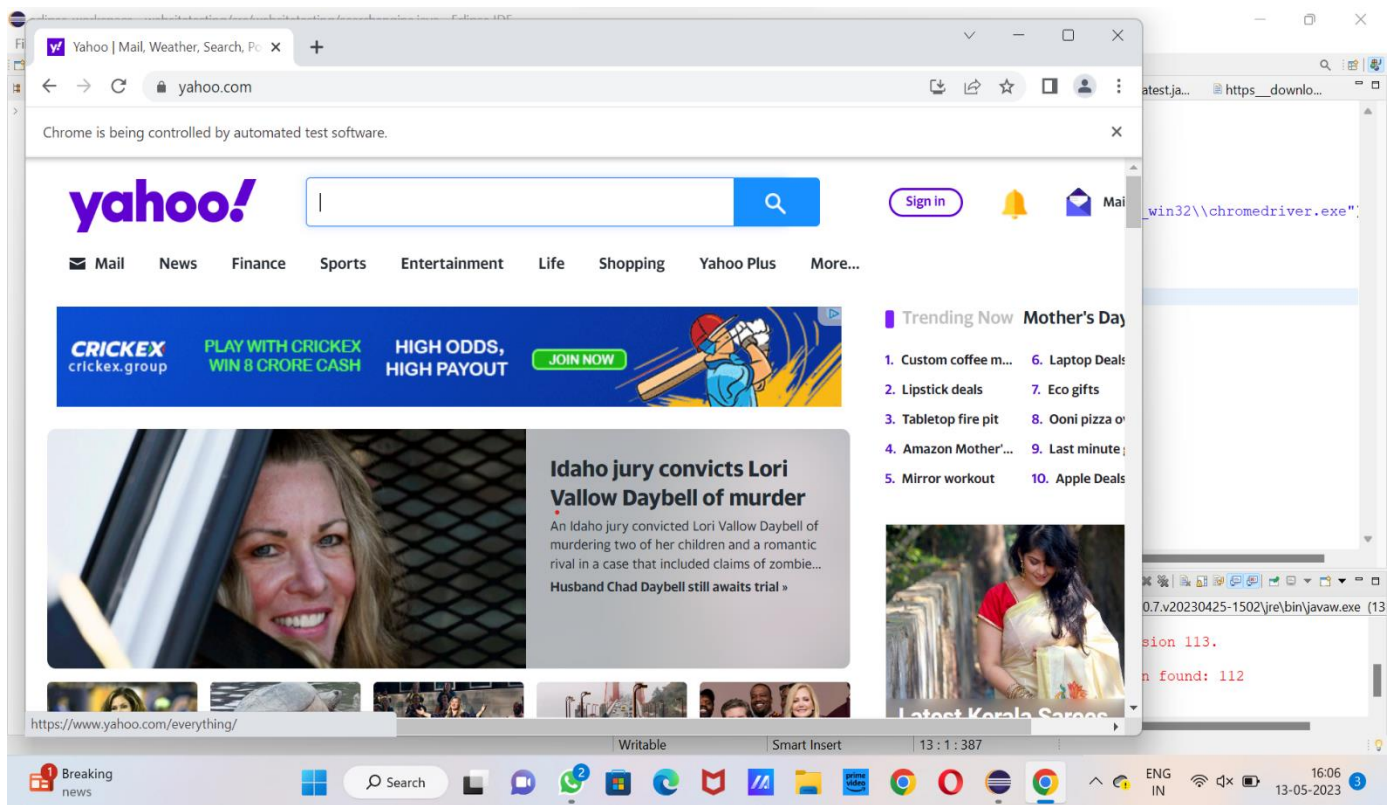 Yahoo | Mail, Weather, Search, Po
yahoo.com
Chrome is being controlled by automated test software.
yahoo!
Sign in
Mai
Mail News Finance Sports Entertainment Life Shopping Yahoo Plus More...
CRICKEX
crickex.group
PLAY WITH CRICKEX
WIN 8 CRORE CASH
HIGH ODDS,
HIGH PAYOUT
JOIN NOW
Trending Now Mother's Day
1. Custom coffee m... 6. Laptop Deals
2. Lipstick deals 7. Eco gifts
3. Tabletop fire pit 8. Ooni pizza o
4. Amazon Mother'... 9. Last minute
5. Mirror workout 10. Apple Deals
Idaho jury convicts Lori
Vallow Daybell of murder
An Idaho jury convicted Lori Vallow Daybell of
murdering two of her children and a romantic
rival in a case that included claims of zombie...
Husband Chad Daybell still awaits trial »
Latest Kerala Sarees
https://www.yahoo.com/everything/
Fi
atest.ja... https__downlo...
_win32\\chromedriver.exe"
0.7.v20230425-1502\jre\bin\javaw.exe (13
sion 113.
n found: 112
Writable Smart Insert 13 : 1 : 387
1
Breaking
news
Search
2
prime
video
ENG
IN
16:06
13-05-2023
3